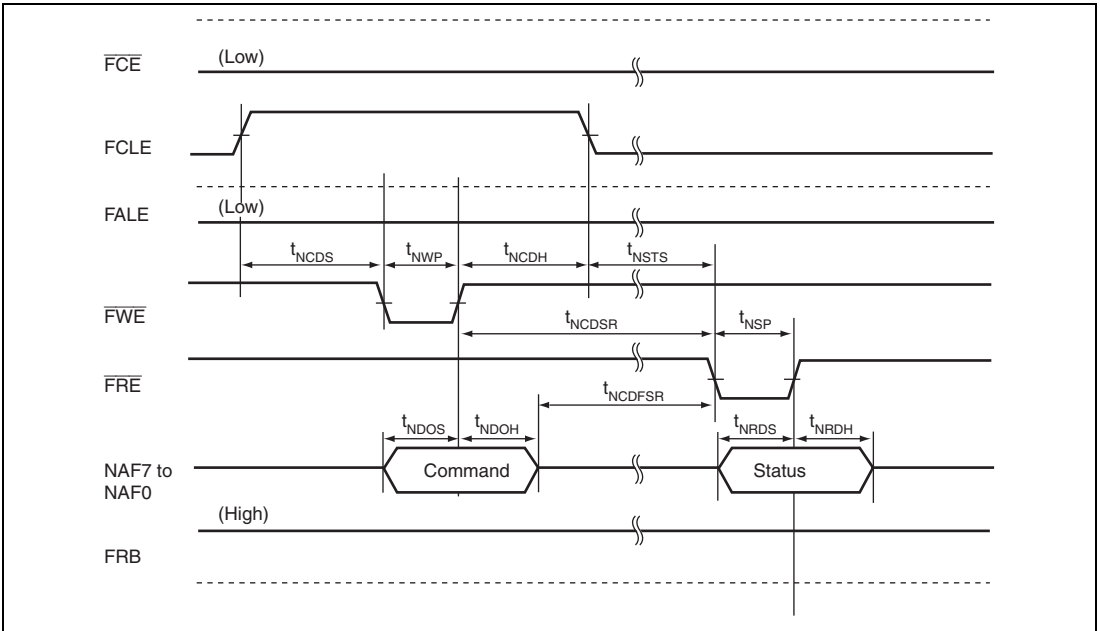 FCE
(Low)
FCLE
FALE
(Low)
tNCDS
tNWP
tNCDH
tNSTS
FWE
tNCDSR
tNSP
FRE
tNCDFSR
tNDOS
tNDOH
tNRDS
tNRDH
NAF7 to
NAF0
Command
Status
(High)
FRB